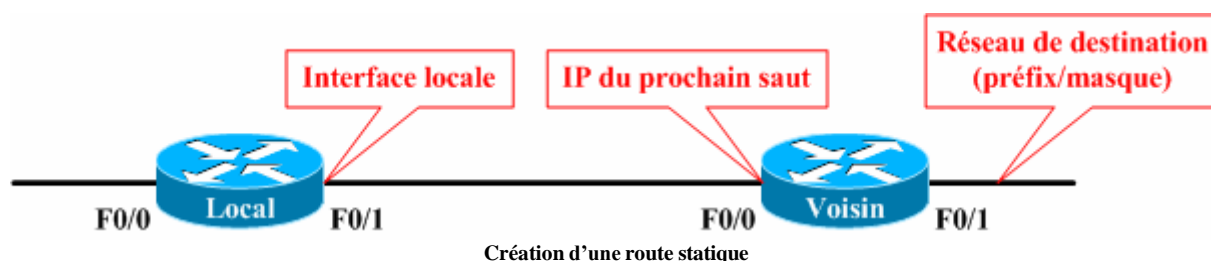 Réseau de destination
(préfix/masque)
Interface locale
IP du prochain saut
Local
Voisin
F0/0
F0/1
F0/0
F0/1
Création d'une route statique